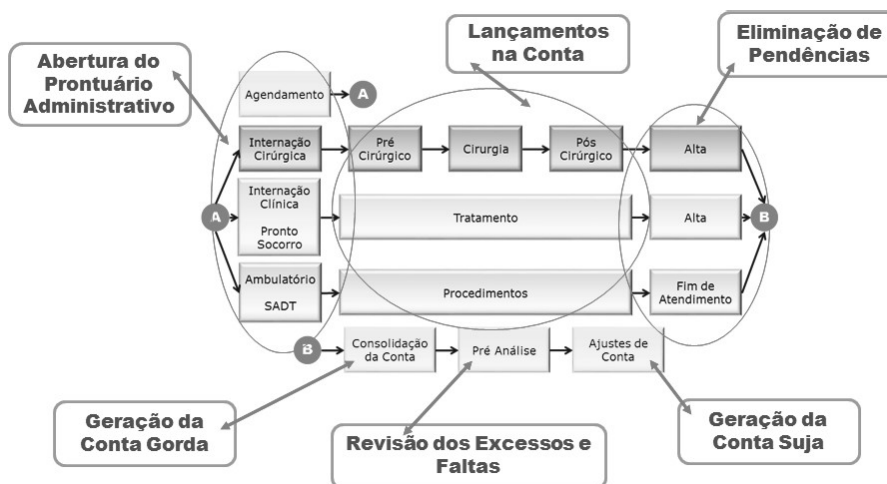 Lançamentos
na Conta
Eliminação de
Pendências
Abertura do
Prontuário
Administrativo
Agendamento
A
Internação
Cirúrgica
Pré
Cirúrgico
Cirurgia
Pós
Cirúrgico
Alta
A
Internação
Clínica
Pronto
Socorro
Tratamento
Alta
B
Ambulatório
SADT
Procedimentos
Fim de
Atendimento
B
Consolidação
da Conta
Pré Análise
Ajustes de
Conta
Geração da
Conta Gorda
Revisão dos Excessos e
Faltas
Geração da
Conta Suja